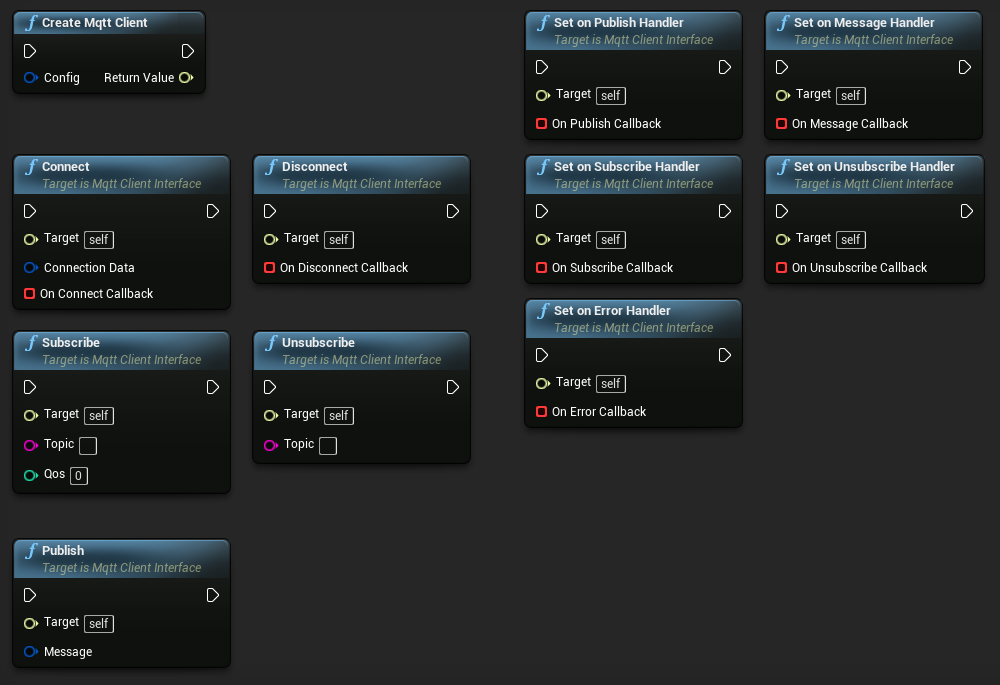 Create Mqtt Client
Config Return Value
Set on Publish Handler
Target is Mqtt Client Interface
Target self
On Publish Callback
Set on Message Handler
Target is Mqtt Client Interface
Target self
On Message Callback
Connect
Target is Mqtt Client Interface
Target self
Connection Data
On Connect Callback
Disconnect
Target is Mqtt Client Interface
Target self
On Disconnect Callback
Set on Subscribe Handler
Target is Mqtt Client Interface
Target self
On Subscribe Callback
Set on Unsubscribe Handler
Target is Mqtt Client Interface
Target self
On Unsubscribe Callback
Subscribe
Target is Mqtt Client Interface
Target self
Topic
Qos 0
Unsubscribe
Target is Mqtt Client Interface
Target self
Topic
Set on Error Handler
Target is Mqtt Client Interface
Target self
On Error Callback
Publish
Target is Mqtt Client Interface
Target self
Message